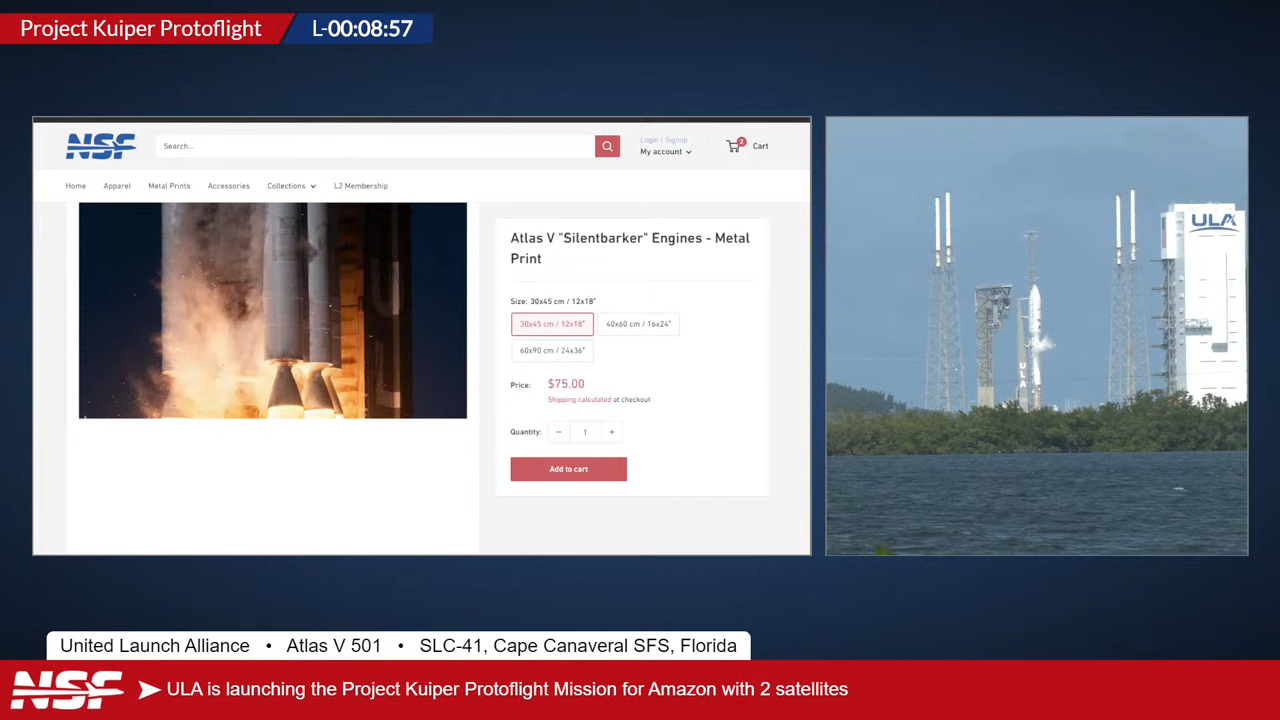 Project Kuiper Protoflight
L-00:08:57
NSF
Search...
Login / Signup
My account
2
Cart
Home
Apparel
Metal Prints
Accessories
Collections
L2 Membership
Atlas V "Silentbarker" Engines - Metal
Print
Size: 30x45 cm / 12x18"
30x45 cm / 12x18"
40x60 cm / 16x24"
60x90 cm / 24x36"
Price: $75.00
Shipping calculated at checkout
Quantity: − 1 +
Add to cart
ULA
ULA
United Launch Alliance • Atlas V 501 • SLC-41, Cape Canaveral SFS, Florida
NSF
ULA is launching the Project Kuiper Protoflight Mission for Amazon with 2 satellites